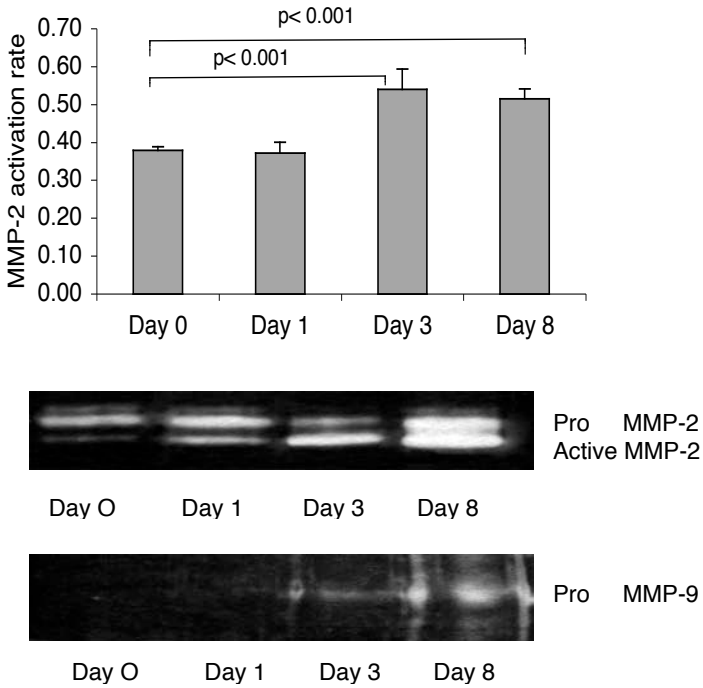 p< 0.001
p< 0.001
MMP-2 activation rate
0.70
0.60
0.50
0.40
0.30
0.20
0.10
0.00
Day 0 Day 1 Day 3 Day 8
Pro MMP-2
Active MMP-2
Day O Day 1 Day 3 Day 8
Pro MMP-9
Day O Day 1 Day 3 Day 8